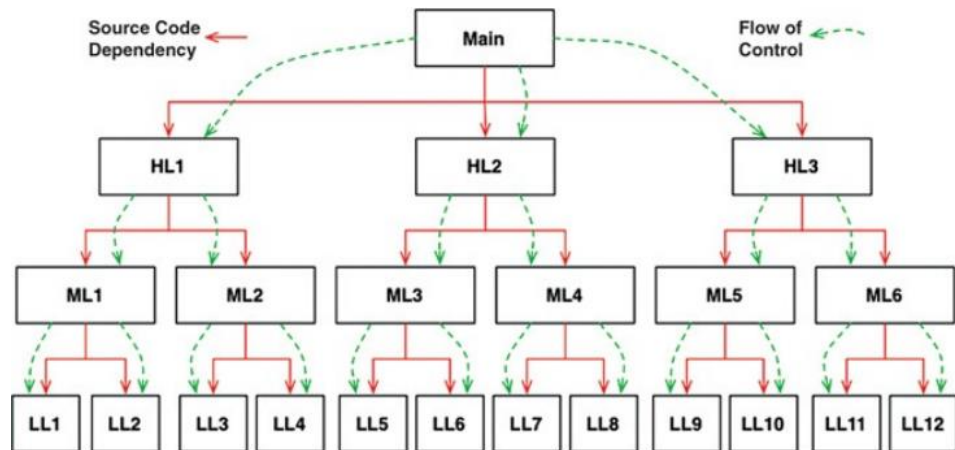 Source Code
Dependency
Main
Flow of
Control
HL1
HL2
HL3
ML1
ML2
ML3
ML4
ML5
ML6
LL1
LL2
LL3
LL4
LL5
LL6
LL7
LL8
LL9
LL10
LL11
LL12